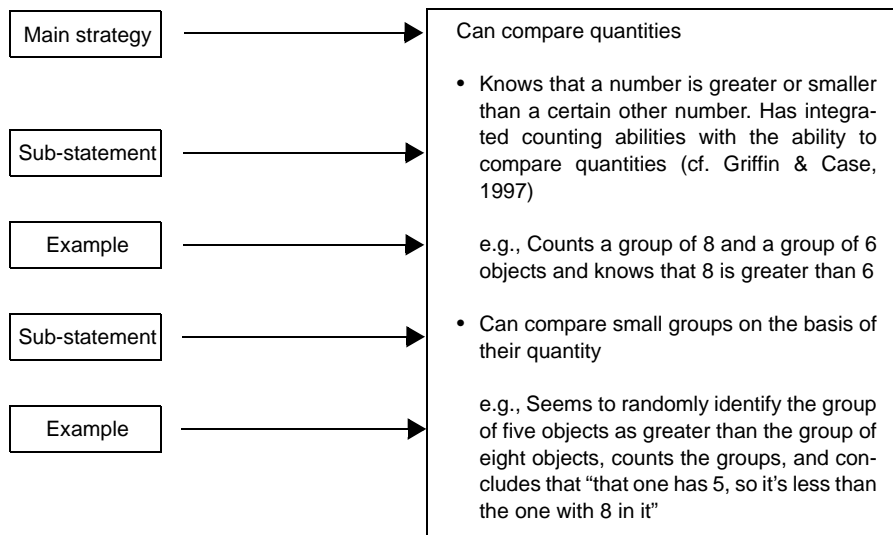 Main strategy
Can compare quantities
• Knows that a number is greater or smaller
than a certain other number. Has integra-
ted counting abilities with the ability to
compare quantities (cf. Griffin & Case,
1997)
Sub-statement
e.g., Counts a group of 8 and a group of 6
objects and knows that 8 is greater than 6
Example
• Can compare small groups on the basis of
their quantity
Sub-statement
e.g., Seems to randomly identify the group
of five objects as greater than the group of
eight objects, counts the groups, and con-
cludes that “that one has 5, so it’s less than
the one with 8 in it”
Example